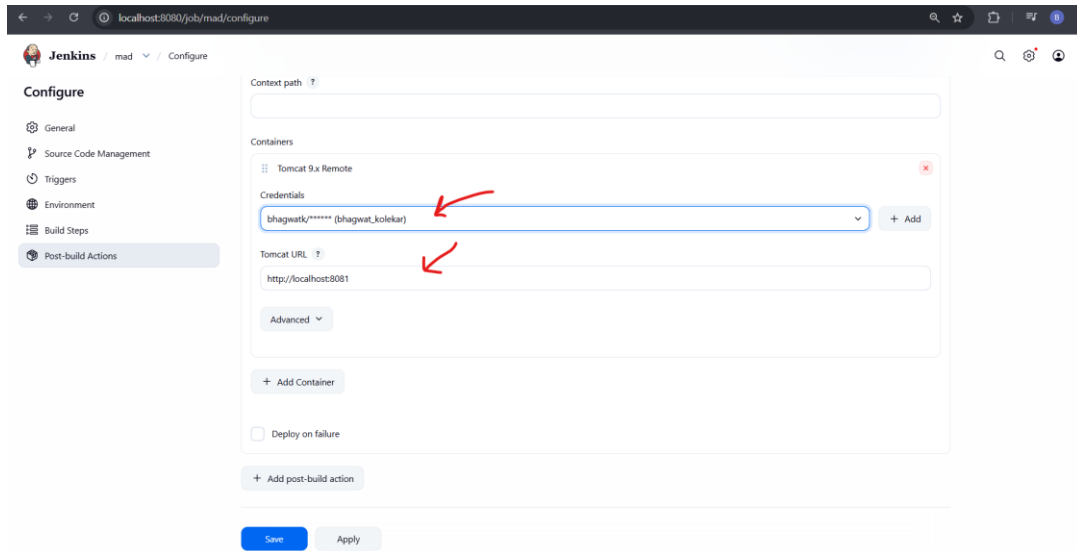 localhost:8080/job/mad/configure
B
Jenkins / mad / Configure
Configure
General
Source Code Management
Triggers
Environment
Build Steps
Post-build Actions
Context path ?
Containers
Tomcat 9.x Remote
Credentials
bhagwatk/****** (bhagwat_kolekar)
+ Add
Tomcat URL ?
http://localhost:8081
Advanced
+ Add Container
Deploy on failure
+ Add post-build action
Save Apply